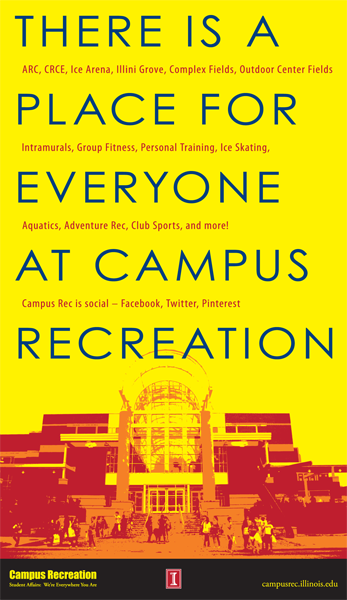 THERE IS A
ARC, CRCE, Ice Arena, Illini Grove, Complex Fields, Outdoor Center Fields
PLACE FOR
Intramurals, Group Fitness, Personal Training, Ice Skating,
EVERYONE
Aquatics, Adventure Rec, Club Sports, and more!
AT CAMPUS
Campus Rec is social – Facebook, Twitter, Pinterest
RECREATION
Campus Recreation
Student Affairs: We're Everywhere You Are
I
campusrec.illinois.edu